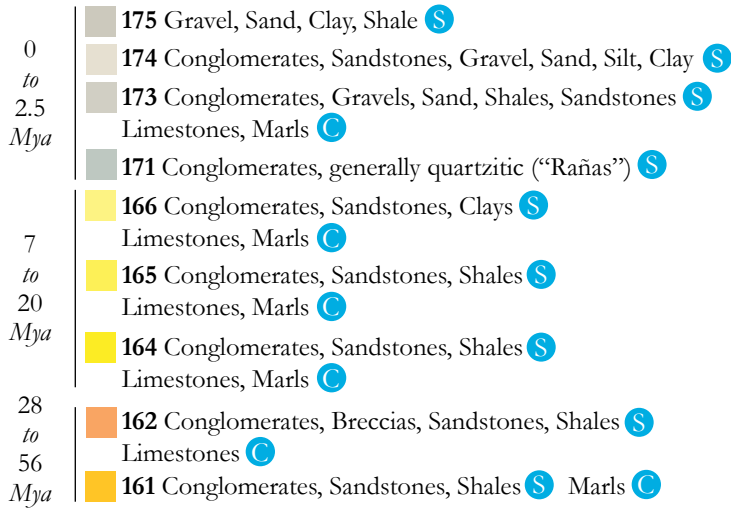 0
to
2.5
Mya
175 Gravel, Sand, Clay, Shale S
174 Conglomerates, Sandstones, Gravel, Sand, Silt, Clay S
173 Conglomerates, Gravels, Sand, Shales, Sandstones S
Limestones, Marls C
171 Conglomerates, generally quartzitic (“Rañas”) S
7
to
20
Mya
166 Conglomerates, Sandstones, Clays S
Limestones, Marls C
165 Conglomerates, Sandstones, Shales S
Limestones, Marls C
164 Conglomerates, Sandstones, Shales S
Limestones, Marls C
28
to
56
Mya
162 Conglomerates, Breccias, Sandstones, Shales S
Limestones C
161 Conglomerates, Sandstones, Shales S Marls C